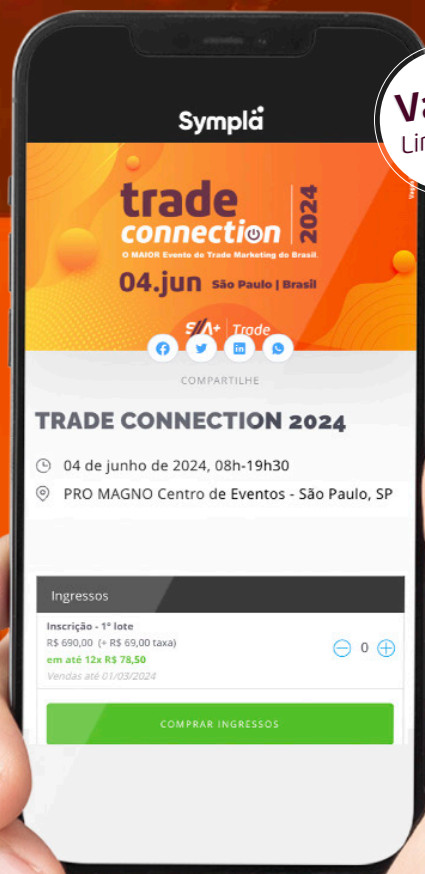 Symplă
trade
connection
2024
O MAIOR Evento de Trade Marketing do Brasil.
04.jun São Paulo | Brasil
SA+ Trade
COMPARTILHE
TRADE CONNECTION 2024
04 de junho de 2024, 08h-19h30
PRO MAGNO Centro de Eventos - São Paulo, SP
Ingressos
Inscrição - 1º lote
R$ 690,00 (+ R$ 69,00 taxa)
em até 12x R$ 78,50
0
Vendas até 01/03/2024
COMPRAR INGRESSOS